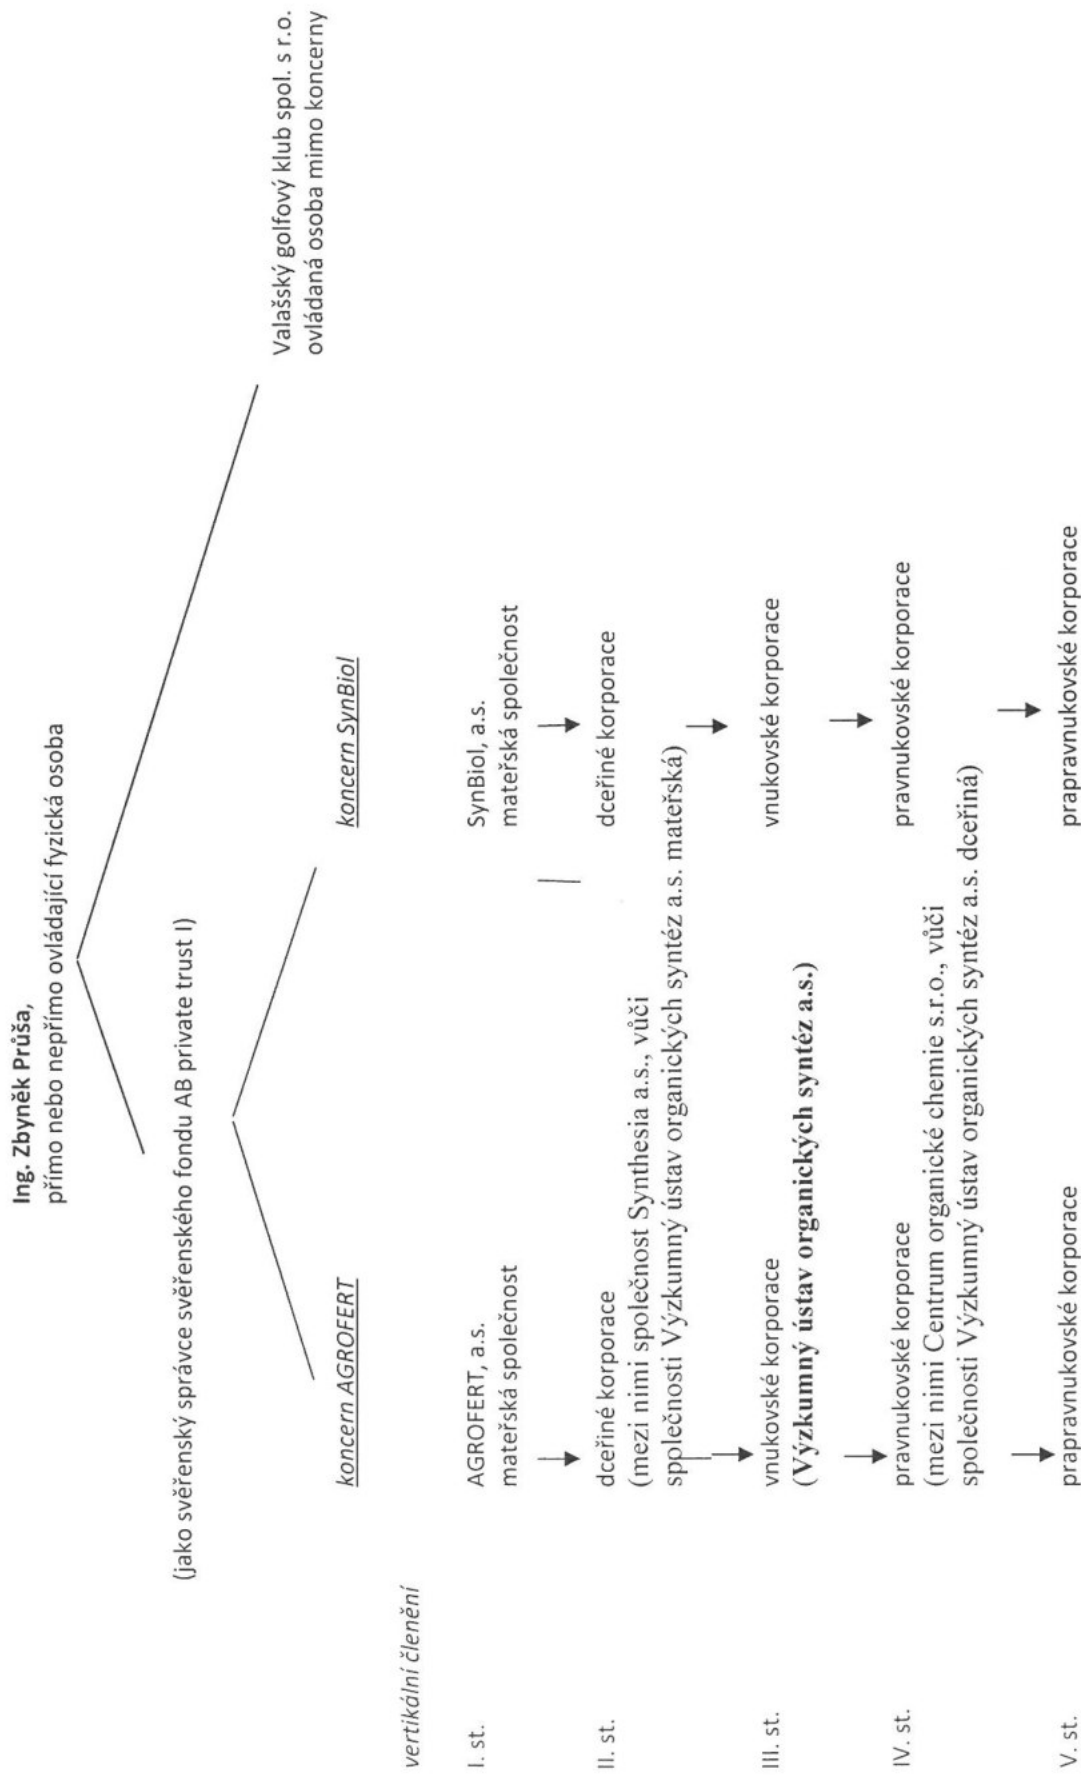 Ing. Zbyněk Průša,
přímo nebo nepřímo ovládající fyzická osoba
(jako svěřenský správce svěřenského fondu AB private trust I)
Valašský golfový klub spol. s r.o.
ovládaná osoba mimo koncerny
koncern AGROFERT
koncern SynBiol
vertikální členění
I. st.
AGROFERT, a.s.
mateřská společnost
SynBiol, a.s.
mateřská společnost
II. st.
dceřiné korporace
(mezi nimi společnost Synthesia a.s., vůči
společnosti Výzkumný ústav organických syntéz a.s. mateřská)
dceřiné korporace
III. st.
vnukovské korporace
(Výzkumný ústav organických syntéz a.s.)
vnukovské korporace
IV. st.
pravnukovské korporace
(mezi nimi Centrum organické chemie s.r.o., vůči
společnosti Výzkumný ústav organických syntéz a.s. dceřiná)
pravnukovské korporace
V. st.
prapravnukovské korporace
prapravnukovské korporace